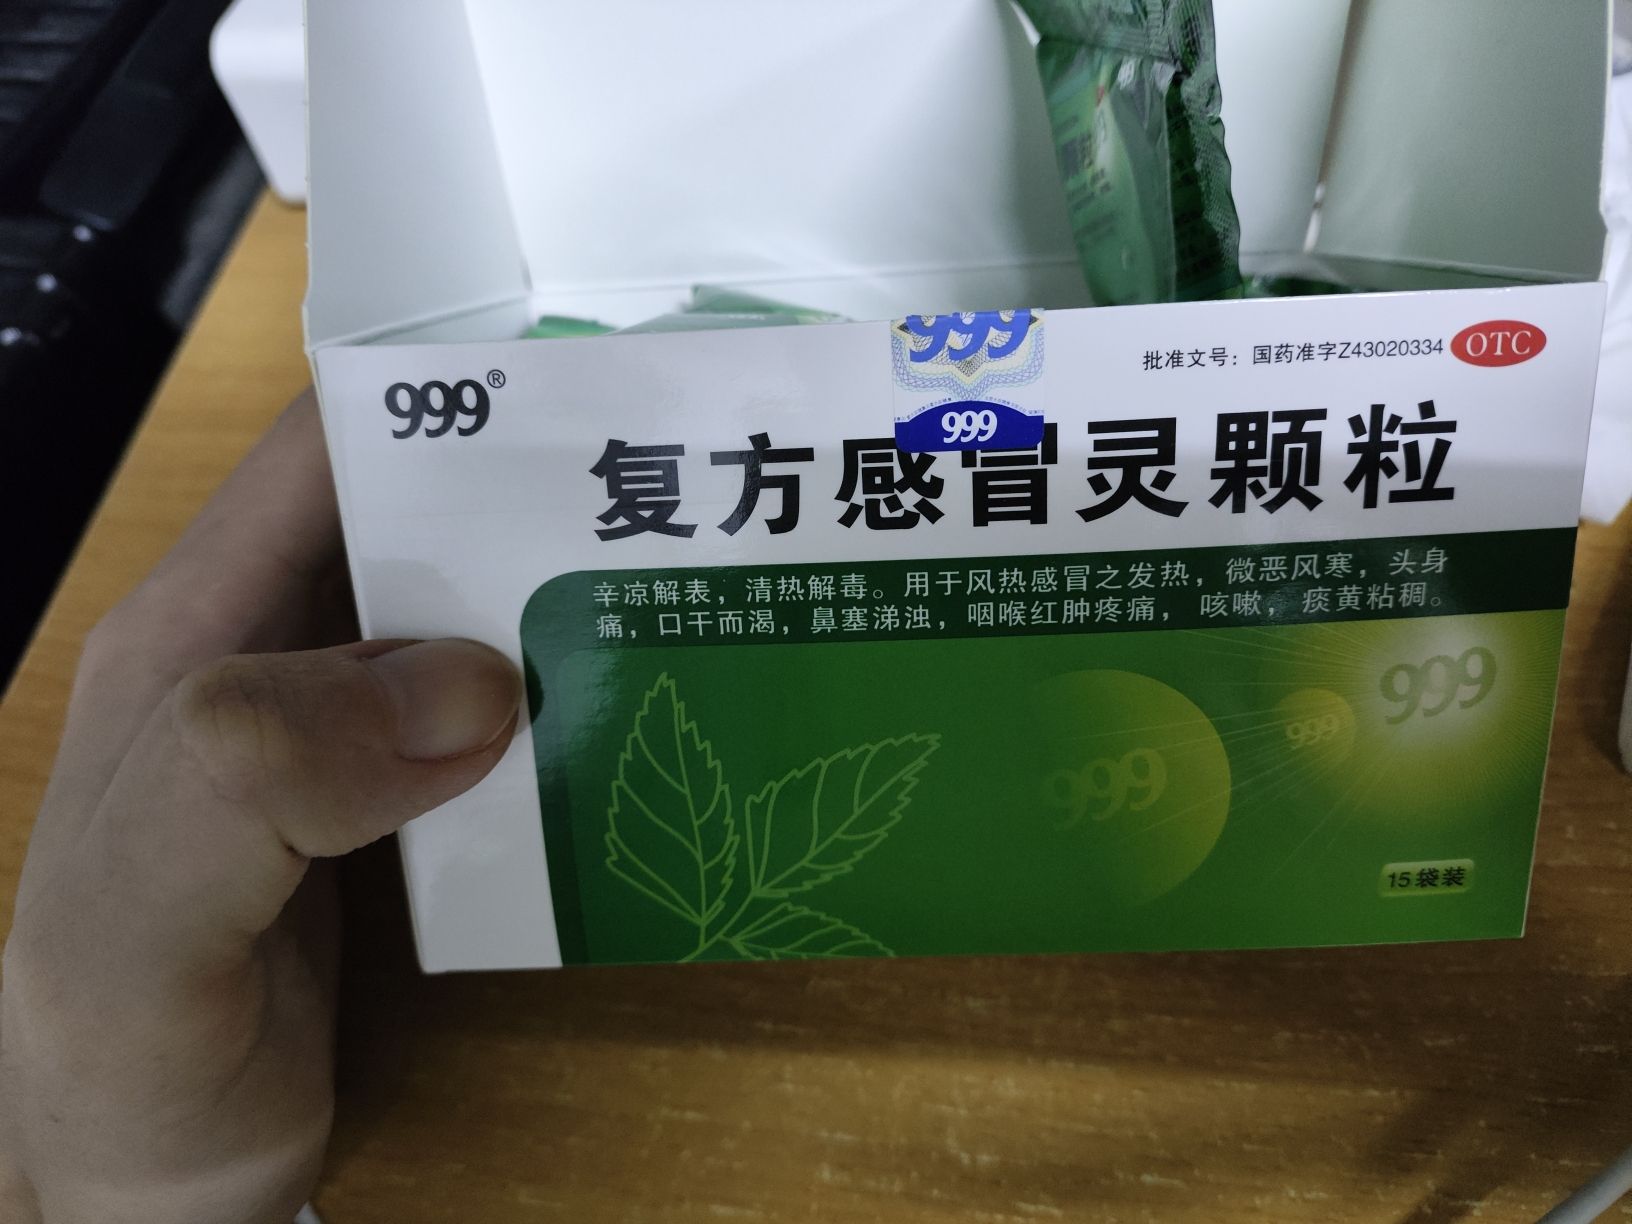 999
批准文号：国药准字Z43020334
OTC
999®
999
复方感冒灵颗粒
辛凉解表，清热解毒。用于风热感冒之发热，微恶风寒，头身
痛，口干而渴，鼻塞涕浊，咽喉红肿疼痛，咳嗽，痰黄粘稠。
999
999
999
15袋装